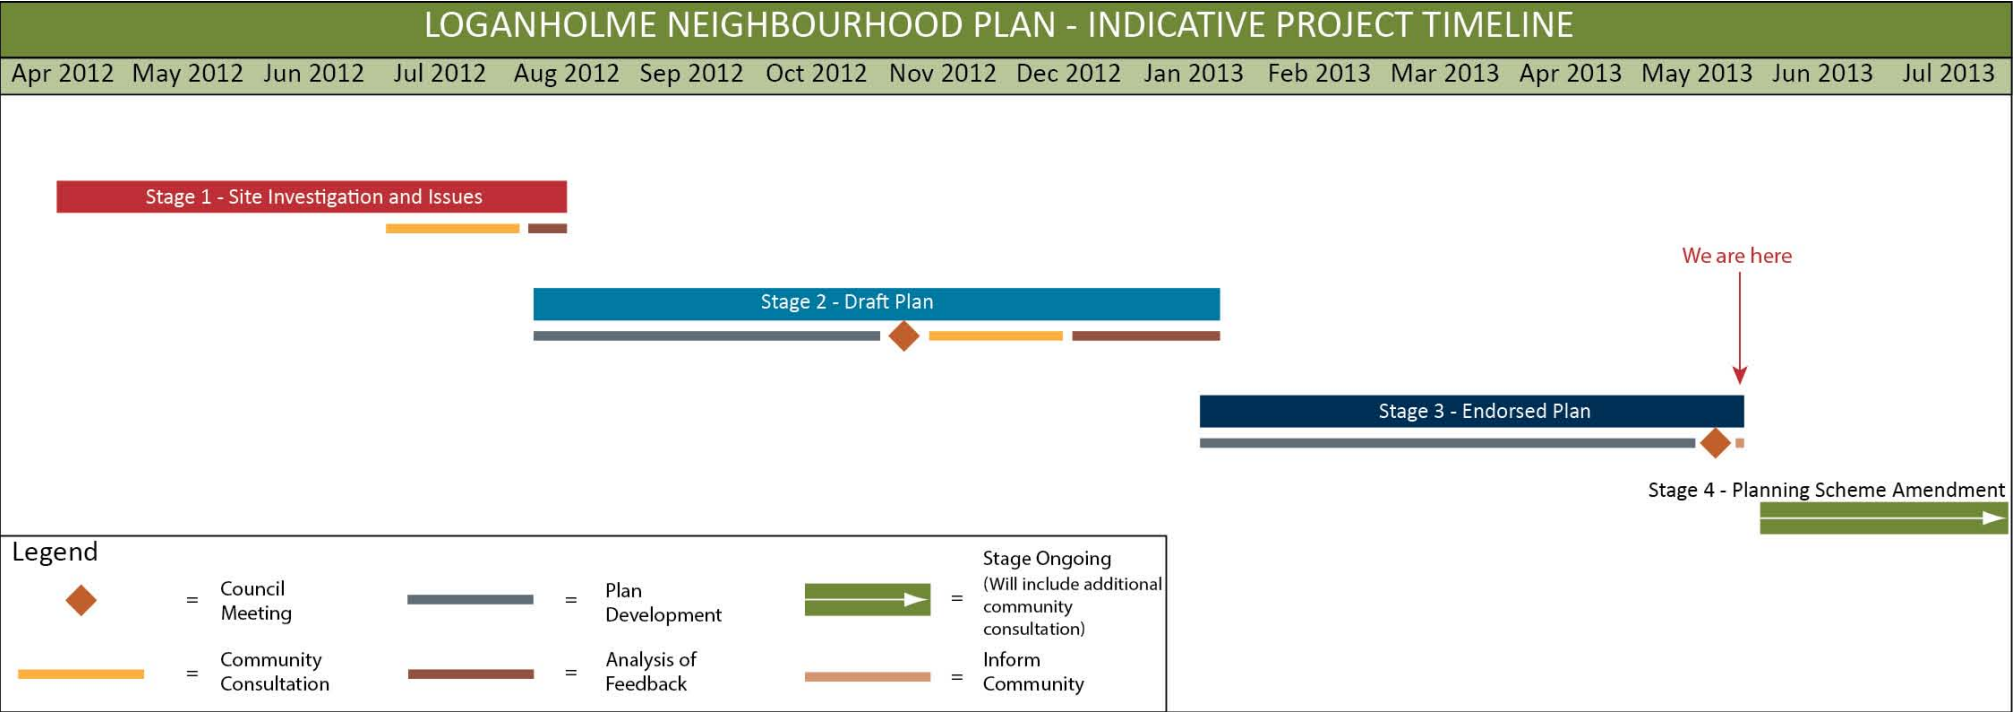 LOGANHOLME NEIGHBOURHOOD PLAN - INDICATIVE PROJECT TIMELINE
Apr 2012 May 2012 Jun 2012 Jul 2012 Aug 2012 Sep 2012 Oct 2012 Nov 2012 Dec 2012 Jan 2013 Feb 2013 Mar 2013 Apr 2013 May 2013 Jun 2013 Jul 2013
Stage 1 - Site Investigation and Issues
We are here
Stage 2 - Draft Plan
Stage 3 - Endorsed Plan
Stage 4 - Planning Scheme Amendment
Legend
= Council
Meeting
= Plan
Development
= Stage Ongoing
(Will include additional
community
consultation)
= Community
Consultation
= Analysis of
Feedback
= Inform
Community